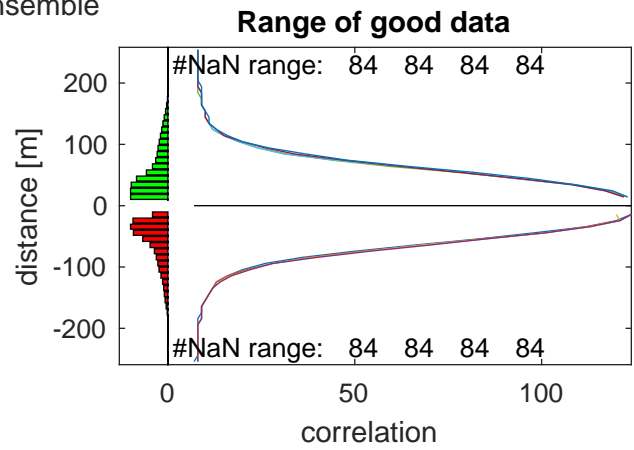 Range of good data
#NaN range: 84 84 84 84
200
100
0
-100
-200
distance [m]
#NaN range: 84 84 84 84
0 50 100
correlation